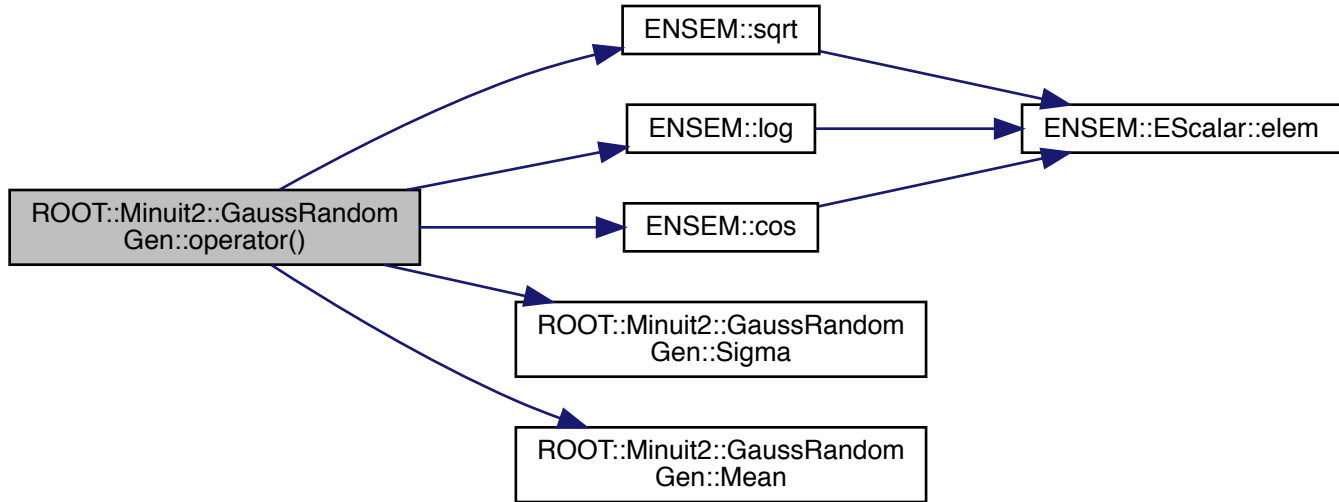 ENSEM::sqrt
ENSEM::log
ENSEM::EScalar::elem
ROOT::Minuit2::GaussRandom
Gen::operator()
ENSEM::cos
ROOT::Minuit2::GaussRandom
Gen::Sigma
ROOT::Minuit2::GaussRandom
Gen::Mean